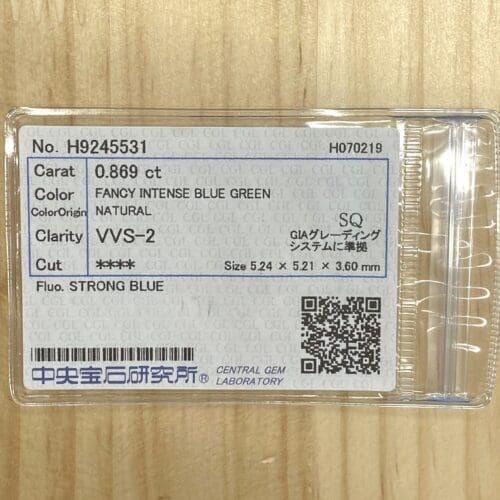 No. H9245531 H070219
Carat 0.869 ct
Color FANCY INTENSE BLUE GREEN
ColorOrigin NATURAL
SQ
Clarity VVS-2 GIAグレーディング
システムに準拠
Cut **** Size 5.24 × 5.21 × 3.60 mm
Fluo. STRONG BLUE
中央宝石研究所® CENTRAL GEM
LABORATORY